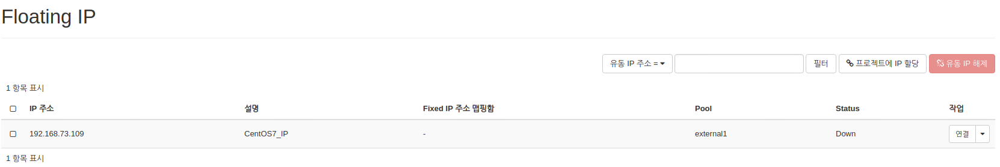 Floating IP
유동 IP 주소 = 필터 프로젝트에 IP 할당 유동 IP 해제
1 항목 표시
IP 주소 설명 Fixed IP 주소 맵핑함 Pool Status 작업
192.168.73.109 CentOS7_IP - external1 Down 연결
1 항목 표시